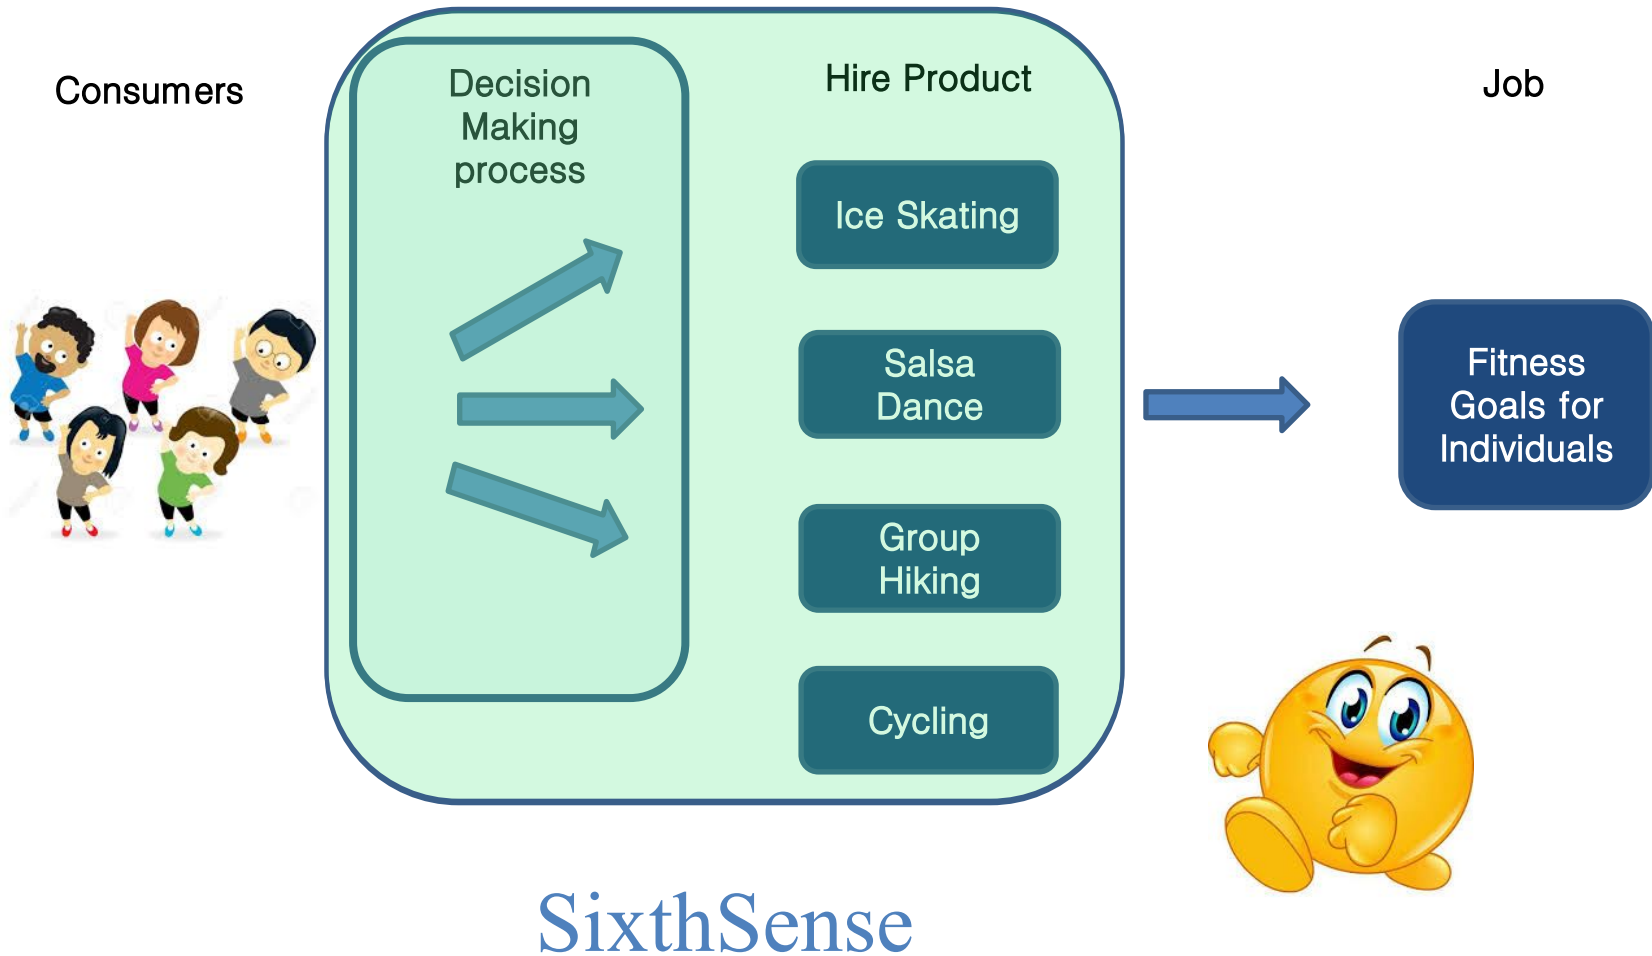 Consumers
Decision
Making
process
Hire Product
Job
Ice Skating
Salsa
Dance
Group
Hiking
Cycling
Fitness
Goals for
Individuals
SixthSense